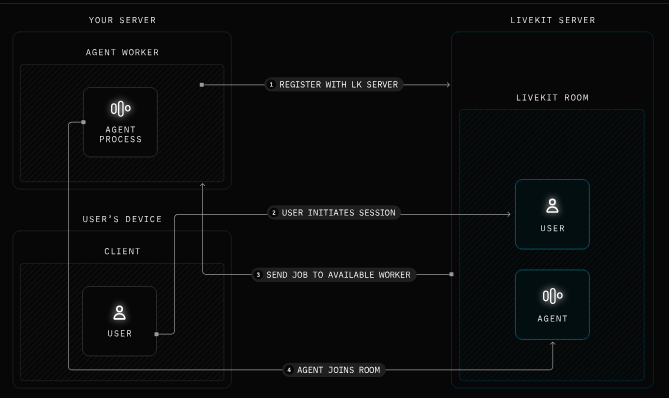 YOUR SERVER
AGENT WORKER
AGENT
PROCESS
USER'S DEVICE
CLIENT
USER
1 REGISTER WITH LK SERVER
2 USER INITIATES SESSION
3 SEND JOB TO AVAILABLE WORKER
4 AGENT JOINS ROOM
LIVEKIT SERVER
LIVEKIT ROOM
USER
AGENT